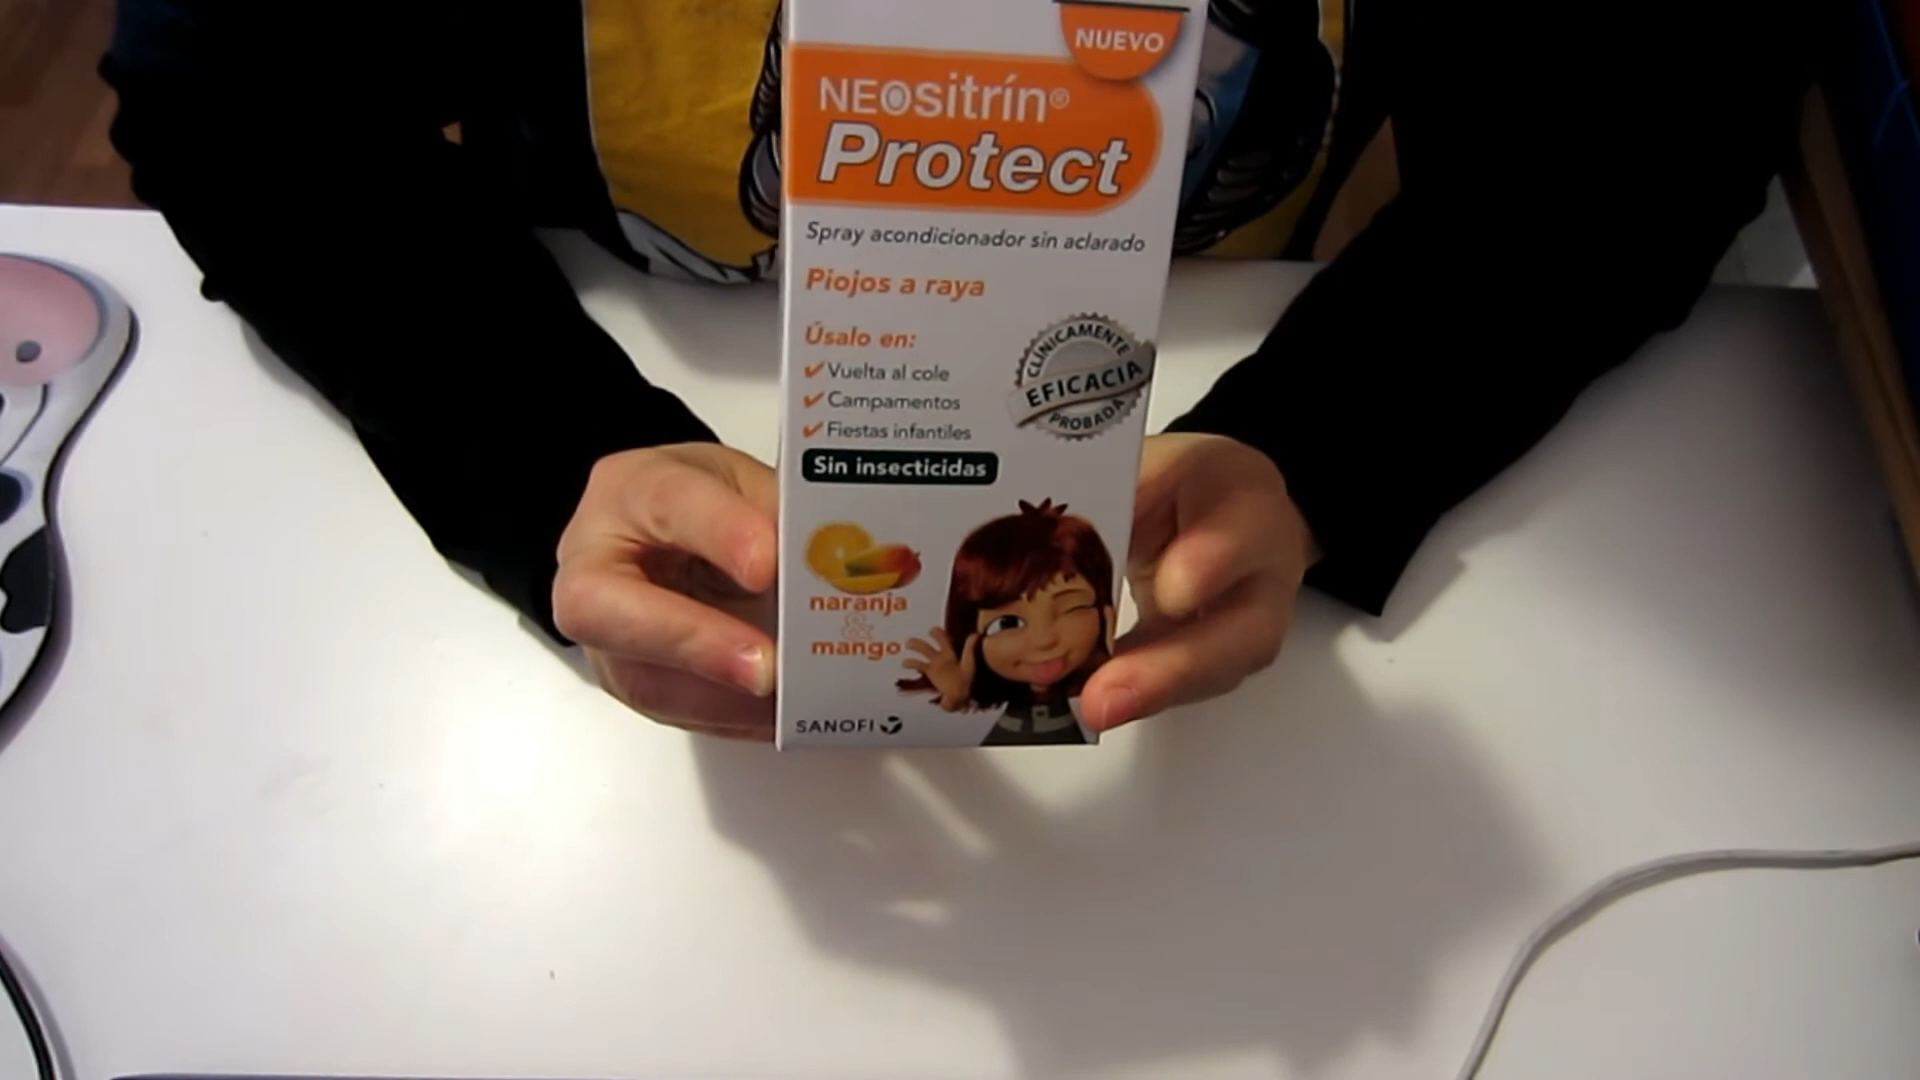 NUEVO
NEOsitrín®
Protect
Spray acondicionador sin aclarado
Piojos a raya
Úsalo en:
Vuelta al cole
Campamentos
Fiestas infantiles
CLÍNICAMENTE
EFICACIA
PROBADA
Sin insecticidas
naranja
&
mango
SANOFI